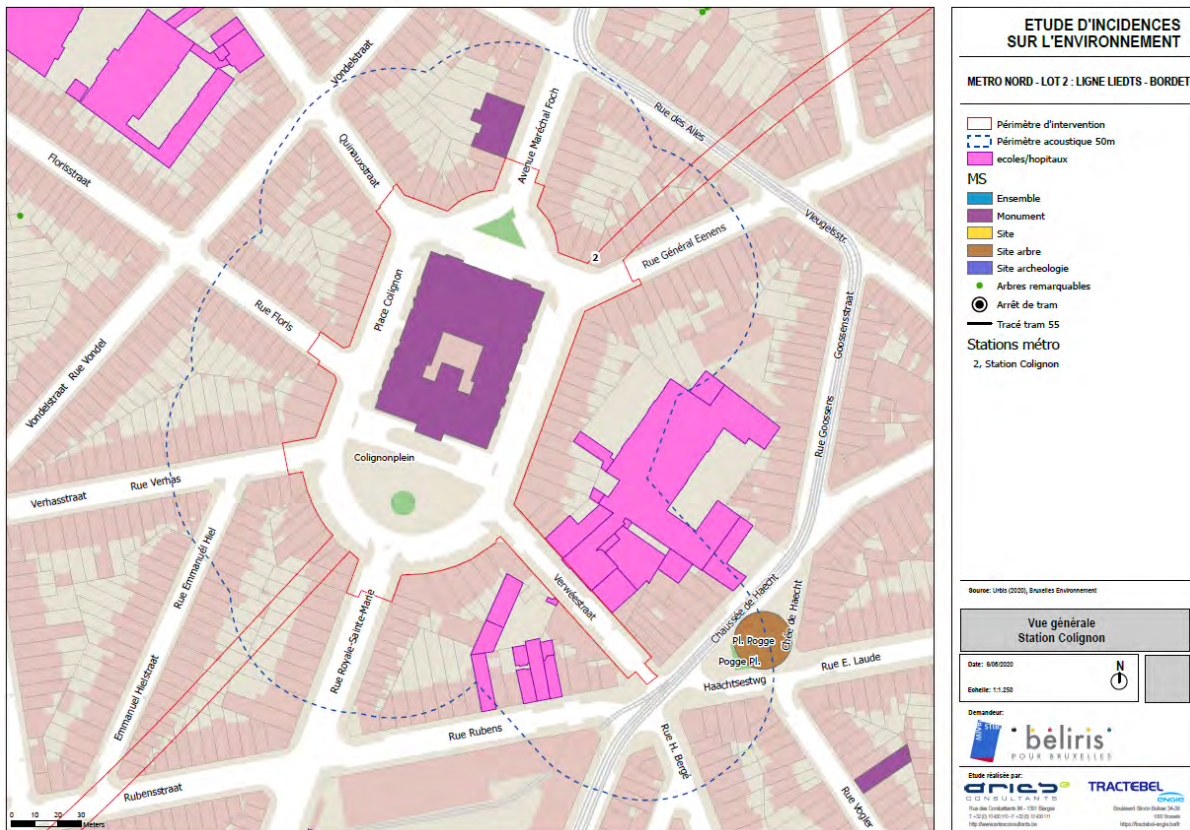 Vondelstraat
Florisstraat
Quinauxstraat
Avenue Maréchal Foch
Rue des Ailes
Vleugelsstr.
Rue Général Eenens
2
Place Colignon
Rue Floris
Vondelstraat Rue Vondel
Goossensstraat
Rue Goossens
Colignonplein
Verhasstraat
Rue Verhas
Rue Emmanuel Hiel
Emmanuel Hielstraat
Rue Royale-Sainte-Marie
Verwéestraat
Chaussée de Haecht
Chée de Haecht
Pl. Pogge
Pogge Pl.
Haachtsestwg
Rue E. Laude
Rue Rubens
Rubensstraat
Rue H. Bergé
Rue Vogler
0 10 20 30
Meters
ETUDE D'INCIDENCES
SUR L'ENVIRONNEMENT
METRO NORD - LOT 2 : LIGNE LIEDTS - BORDET
Périmètre d'intervention
Périmètre acoustique 50m
ecoles/hopitaux
MS
Ensemble
Monument
Site
Site arbre
Site archeologie
Arbres remarquables
Arrêt de tram
Tracé tram 55
Stations métro
2, Station Colignon
Source: Urbis (2020), Bruxelles Environnement
Vue générale
Station Colignon
Date: 8/06/2020
N
Echelle: 1:1.250
Demandeur:
MIVB STIB
beliris
POUR BRUXELLES
Etude réalisée par:
aries
CONSULTANTS
TRACTEBEL
ENGIE